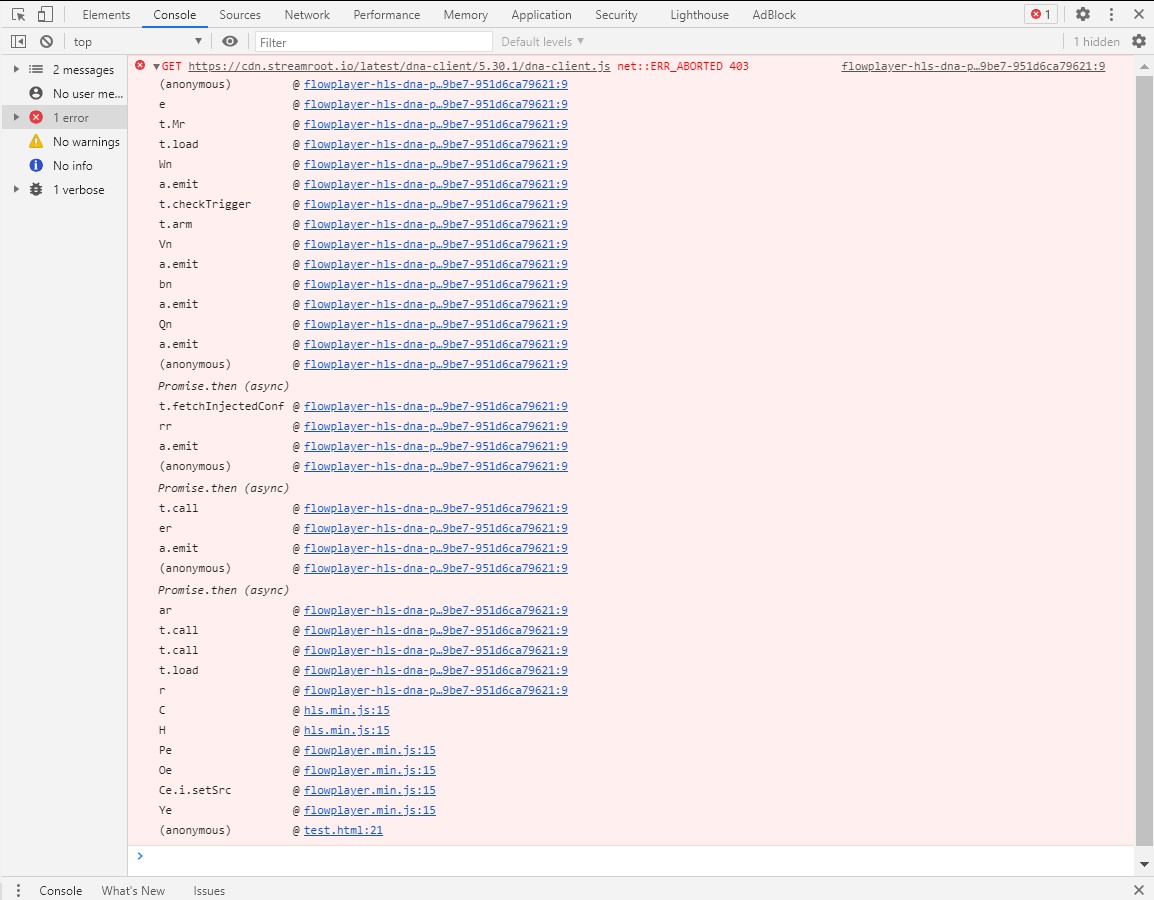 Elements Console Sources Network Performance Memory Application Security Lighthouse AdBlock 1
top Filter Default levels 1 hidden
2 messages
No user me...
1 error
No warnings
No info
1 verbose
GET https://cdn.streamroot.io/latest/dna-client/5.30.1/dna-client.js net::ERR_ABORTED 403 flowplayer-hls-dna-p…9be7-951d6ca79621:9
(anonymous) @ flowplayer-hls-dna-p…9be7-951d6ca79621:9
e @ flowplayer-hls-dna-p…9be7-951d6ca79621:9
t.Mr @ flowplayer-hls-dna-p…9be7-951d6ca79621:9
t.load @ flowplayer-hls-dna-p…9be7-951d6ca79621:9
Wn @ flowplayer-hls-dna-p…9be7-951d6ca79621:9
a.emit @ flowplayer-hls-dna-p…9be7-951d6ca79621:9
t.checkTrigger @ flowplayer-hls-dna-p…9be7-951d6ca79621:9
t.arm @ flowplayer-hls-dna-p…9be7-951d6ca79621:9
Vn @ flowplayer-hls-dna-p…9be7-951d6ca79621:9
a.emit @ flowplayer-hls-dna-p…9be7-951d6ca79621:9
bn @ flowplayer-hls-dna-p…9be7-951d6ca79621:9
a.emit @ flowplayer-hls-dna-p…9be7-951d6ca79621:9
Qn @ flowplayer-hls-dna-p…9be7-951d6ca79621:9
a.emit @ flowplayer-hls-dna-p…9be7-951d6ca79621:9
(anonymous) @ flowplayer-hls-dna-p…9be7-951d6ca79621:9
Promise.then (async)
t.fetchInjectedConf @ flowplayer-hls-dna-p…9be7-951d6ca79621:9
rr @ flowplayer-hls-dna-p…9be7-951d6ca79621:9
a.emit @ flowplayer-hls-dna-p…9be7-951d6ca79621:9
(anonymous) @ flowplayer-hls-dna-p…9be7-951d6ca79621:9
Promise.then (async)
t.call @ flowplayer-hls-dna-p…9be7-951d6ca79621:9
er @ flowplayer-hls-dna-p…9be7-951d6ca79621:9
a.emit @ flowplayer-hls-dna-p…9be7-951d6ca79621:9
(anonymous) @ flowplayer-hls-dna-p…9be7-951d6ca79621:9
Promise.then (async)
ar @ flowplayer-hls-dna-p…9be7-951d6ca79621:9
t.call @ flowplayer-hls-dna-p…9be7-951d6ca79621:9
t.call @ flowplayer-hls-dna-p…9be7-951d6ca79621:9
t.load @ flowplayer-hls-dna-p…9be7-951d6ca79621:9
r @ flowplayer-hls-dna-p…9be7-951d6ca79621:9
C @ hls.min.js:15
H @ hls.min.js:15
Pe @ flowplayer.min.js:15
Oe @ flowplayer.min.js:15
Ce.i.setSrc @ flowplayer.min.js:15
Ye @ flowplayer.min.js:15
(anonymous) @ test.html:21
Console What's New Issues